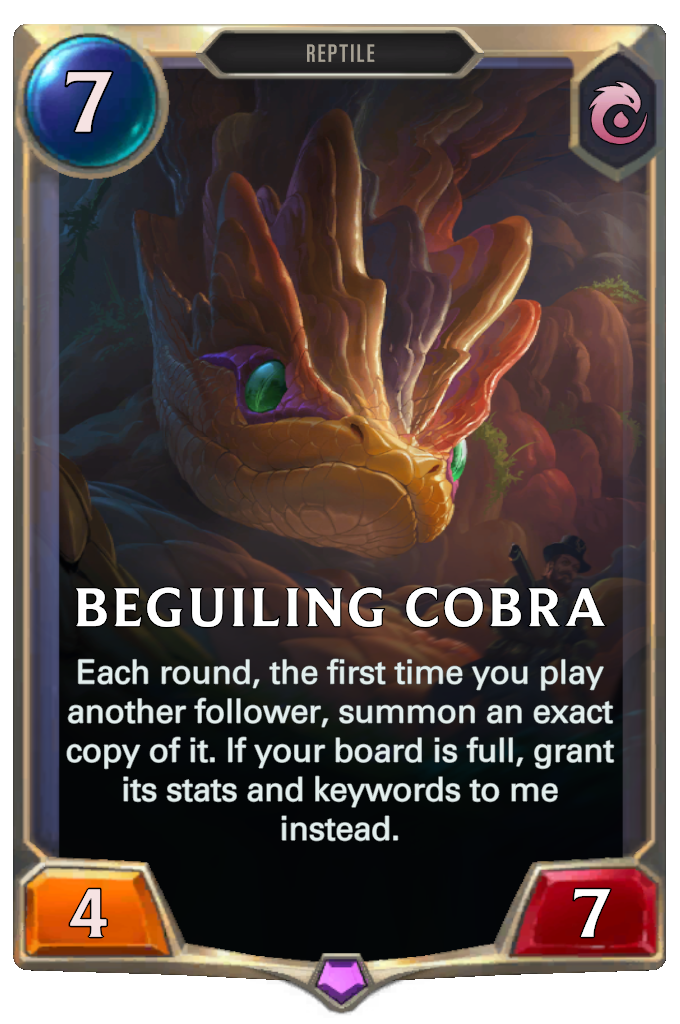 REPTILE
7
BEGUILING COBRA
Each round, the first time you play
another follower, summon an exact
copy of it. If your board is full, grant
its stats and keywords to me
instead.
4
7